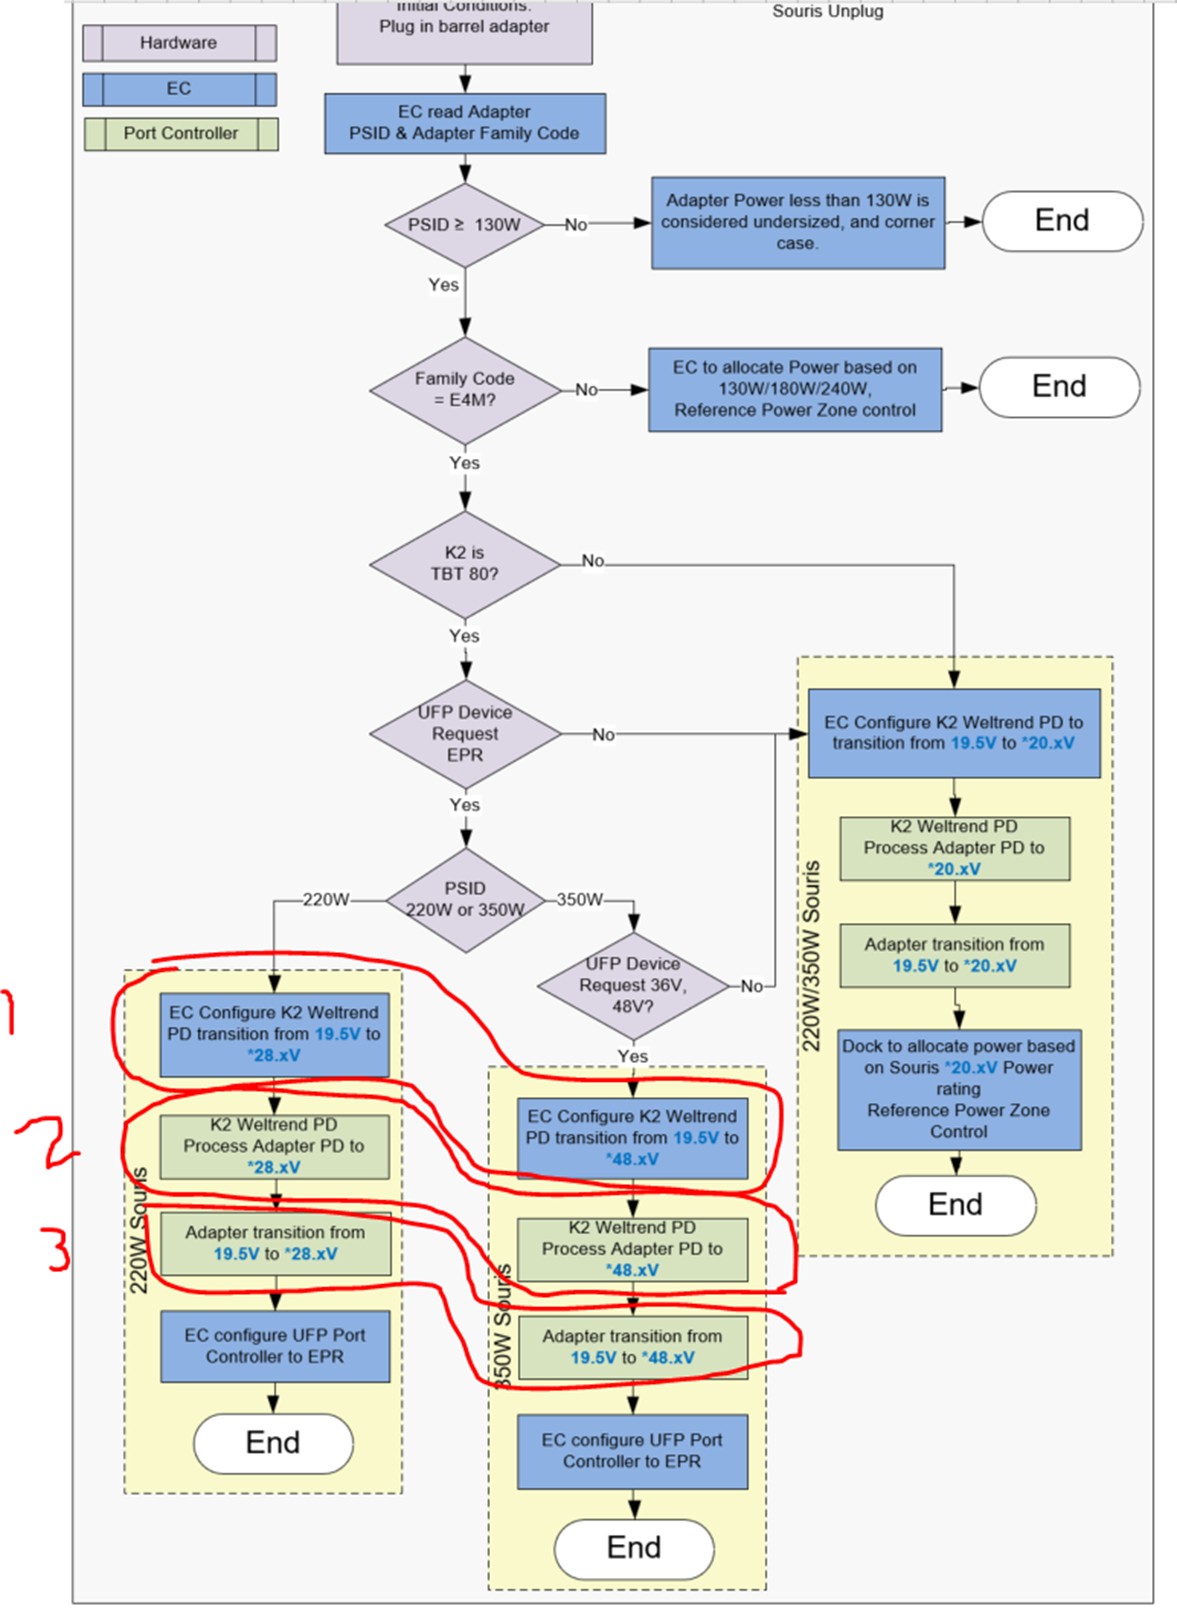 Initial Conditions:
Plug in barrel adapter
Souris Unplug
Hardware
EC
Port Controller
EC read Adapter
PSID & Adapter Family Code
PSID ≥ 130W
No
Adapter Power less than 130W is
considered undersized, and corner
case.
End
Yes
Family Code
= E4M?
No
EC to allocate Power based on
130W/180W/240W,
Reference Power Zone control
End
Yes
K2 is
TBT 80?
No
Yes
UFP Device
Request
EPR
No
Yes
PSID
220W or 350W
220W
350W
UFP Device
Request 36V,
48V?
No
Yes
220W/350W Souris
EC Configure K2 Weltrend PD to
transition from 19.5V to *20.xV
K2 Weltrend PD
Process Adapter PD to
*20.xV
Adapter transition from
19.5V to *20.xV
Dock to allocate power based
on Souris *20.xV Power
rating
Reference Power Zone
Control
End
1
2
3
220W Souris
EC Configure K2 Weltrend
PD transition from 19.5V to
*28.xV
K2 Weltrend PD
Process Adapter PD to
*28.xV
Adapter transition from
19.5V to *28.xV
EC configure UFP Port
Controller to EPR
End
350W Souris
EC Configure K2 Weltrend
PD transition from 19.5V to
*48.xV
K2 Weltrend PD
Process Adapter PD to
*48.xV
Adapter transition from
19.5V to *48.xV
EC configure UFP Port
Controller to EPR
End